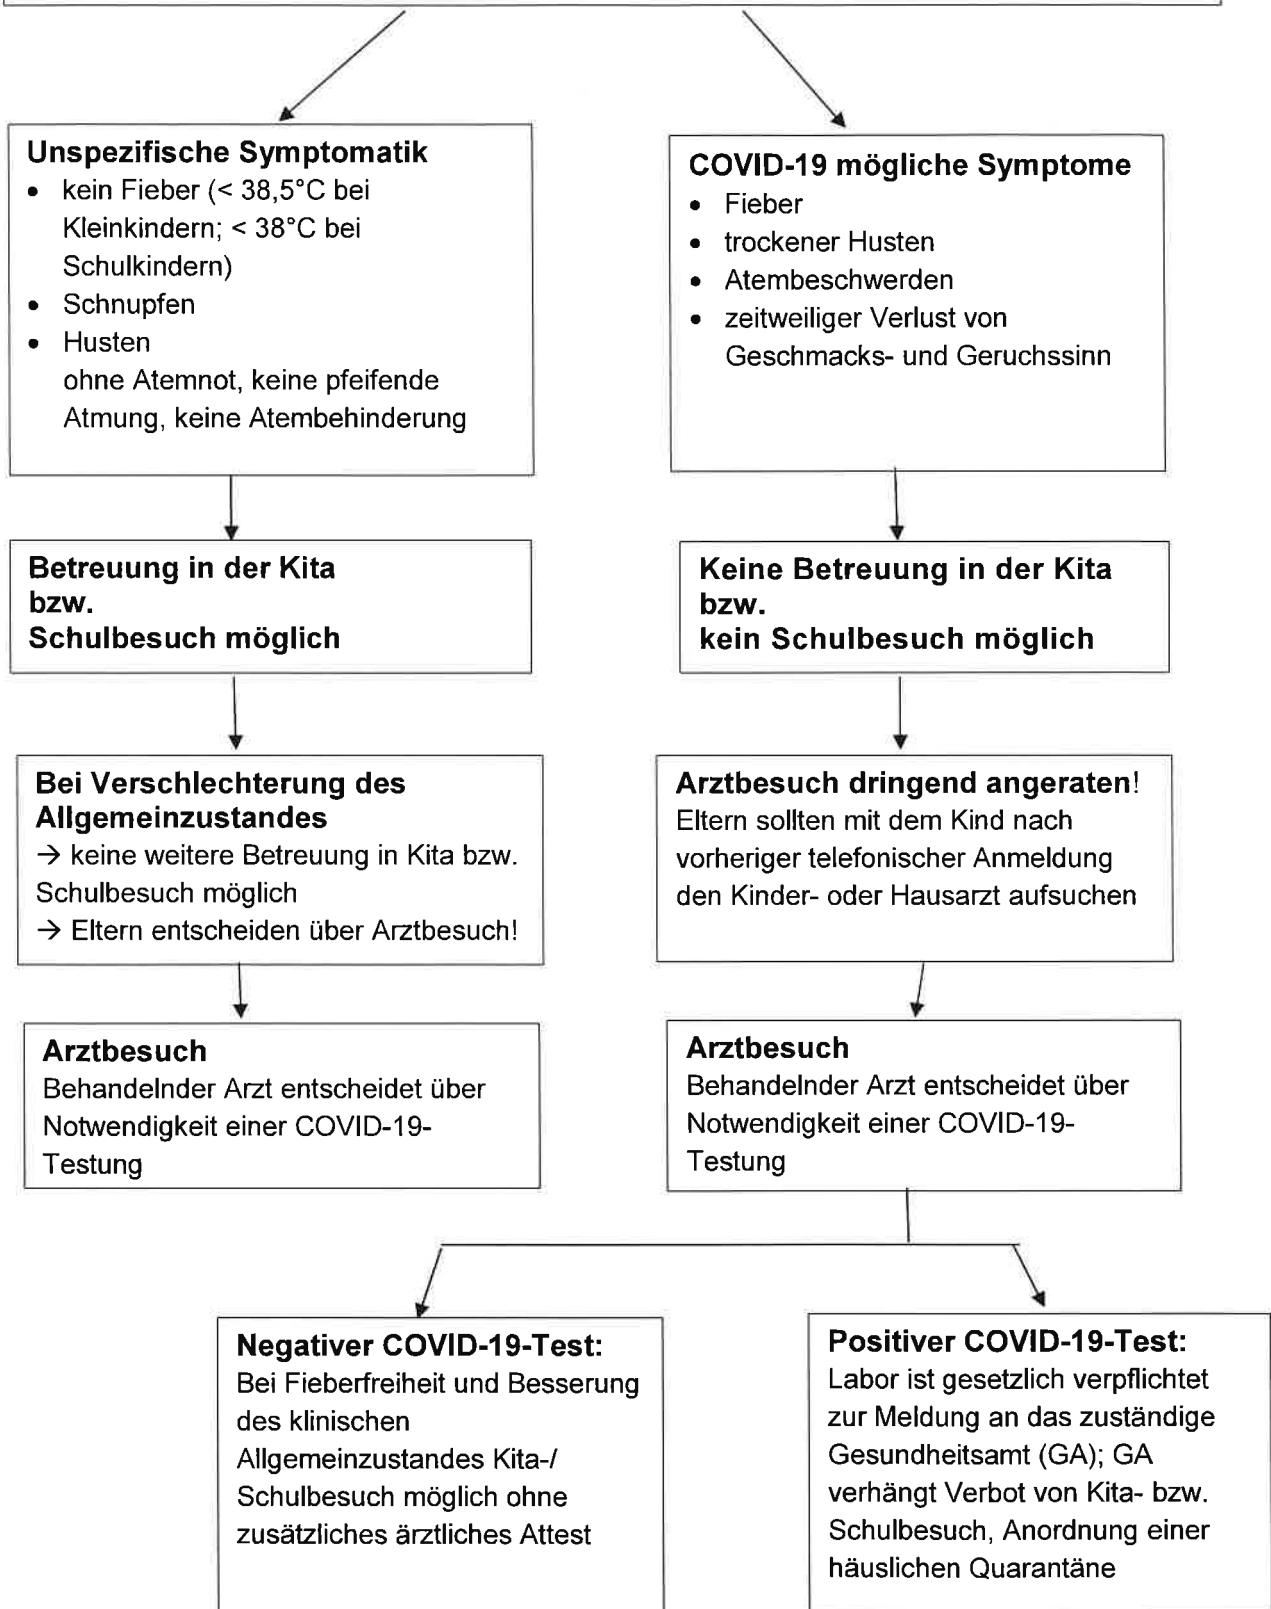 Unspezifische Symptomatik
• kein Fieber (< 38,5°C bei
Kleinkindern; < 38°C bei
Schulkindern)
• Schnupfen
• Husten
ohne Atemnot, keine pfeifende
Atmung, keine Atembehinderung
COVID-19 mögliche Symptome
• Fieber
• trockener Husten
• Atembeschwerden
• zeitweiliger Verlust von
Geschmacks- und Geruchssinn
Betreuung in der Kita
bzw.
Schulbesuch möglich
Keine Betreuung in der Kita
bzw.
kein Schulbesuch möglich
Bei Verschlechterung des
Allgemeinzustandes
→ keine weitere Betreuung in Kita bzw.
Schulbesuch möglich
→ Eltern entscheiden über Arztbesuch!
Arztbesuch dringend angeraten!
Eltern sollten mit dem Kind nach
vorheriger telefonischer Anmeldung
den Kinder- oder Hausarzt aufsuchen
Arztbesuch
Behandelnder Arzt entscheidet über
Notwendigkeit einer COVID-19-
Testung
Arztbesuch
Behandelnder Arzt entscheidet über
Notwendigkeit einer COVID-19-
Testung
Negativer COVID-19-Test:
Bei Fieberfreiheit und Besserung
des klinischen
Allgemeinzustandes Kita-/
Schulbesuch möglich ohne
zusätzliches ärztliches Attest
Positiver COVID-19-Test:
Labor ist gesetzlich verpflichtet
zur Meldung an das zuständige
Gesundheitsamt (GA); GA
verhängt Verbot von Kita- bzw.
Schulbesuch, Anordnung einer
häuslichen Quarantäne